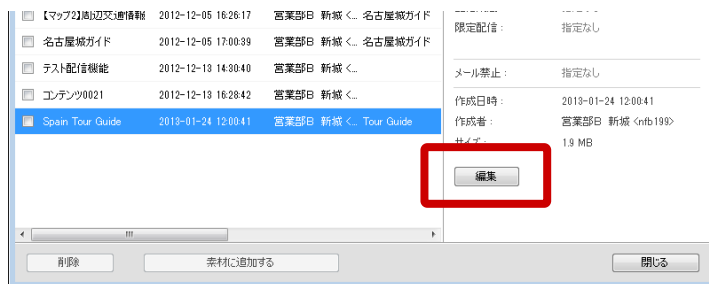 【マップ2】周辺交通情報 2012-12-05 16:26:17 営業部B 新城 <... 名古屋城ガイド
名古屋城ガイド 2012-12-05 17:00:39 営業部B 新城 <... 名古屋城ガイド
テスト配信機能 2012-12-13 14:30:40 営業部B 新城 <...
コンテンツ0021 2012-12-13 16:28:42 営業部B 新城 <...
Spain Tour Guide 2013-01-24 12:00:41 営業部B 新城 <... Tour Guide
限定配信: 指定なし
メール禁止: 指定なし
作成日時: 2013-01-24 12:00:41
作成者: 営業部B 新城 <nfb199>
サイズ: 1.9 MB
編集
削除 素材に追加する 閉じる